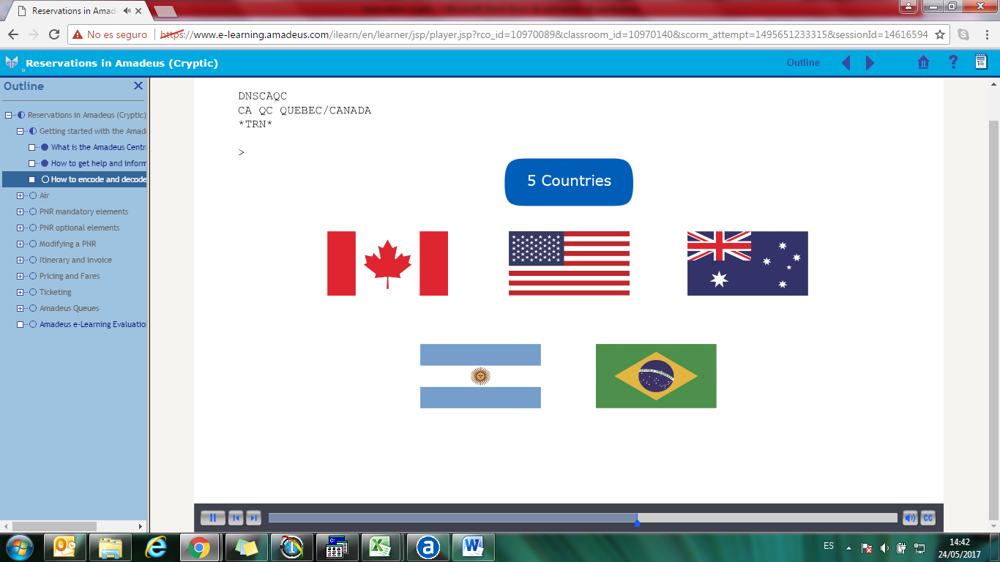 Reservations in Amad
No es seguro
https://www.e-learning.amadeus.com/ilearn/en/learner/jsp/player.jsp?rco_id=10970089&classroom_id=10970140&scorm_attempt=1495651233315&sessionId=14616594
Reservations in Amadeus (Cryptic)
Outline
?
Outline
Reservations in Amadeus (Cryptic)
Getting started with the Amad
What is the Amadeus Centr
How to get help and inform
How to encode and decode
Air
PNR mandatory elements
PNR optional elements
Modifying a PNR
Itinerary and invoice
Pricing and Fares
Ticketing
Amadeus Queues
Amadeus e-Learning Evaluatio
DNSCAQC
CA QC QUEBEC/CANADA
*TRN*
>
5 Countries
CC
ES
14:42
24/05/2017